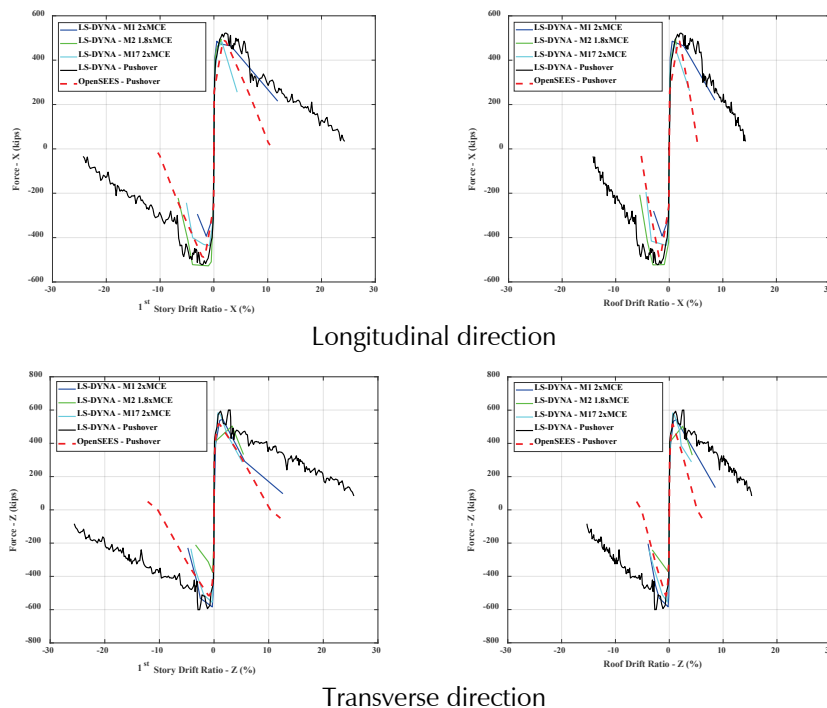 LS-DYNA - M1 2xMCE
LS-DYNA - M2 1.8xMCE
LS-DYNA - M17 2xMCE
LS-DYNA - Pushover
OpenSEES - Pushover
600
400
200
0
-200
-400
-600
Force - X (kips)
-30 -20 -10 0 10 20 30
1st Story Drift Ratio - X (%)
LS-DYNA - M1 2xMCE
LS-DYNA - M2 1.8xMCE
LS-DYNA - M17 2xMCE
LS-DYNA - Pushover
OpenSEES - Pushover
600
400
200
0
-200
-400
-600
Force - X (kips)
-30 -20 -10 0 10 20 30
Roof Drift Ratio - X (%)
Longitudinal direction
LS-DYNA - M1 2xMCE
LS-DYNA - M2 1.8xMCE
LS-DYNA - M17 2xMCE
LS-DYNA - Pushover
OpenSEES - Pushover
800
600
400
200
0
-200
-400
-600
-800
Force - Z (kips)
-30 -20 -10 0 10 20 30
1st Story Drift Ratio - Z (%)
LS-DYNA - M1 2xMCE
LS-DYNA - M2 1.8xMCE
LS-DYNA - M17 2xMCE
LS-DYNA - Pushover
OpenSEES - Pushover
800
600
400
200
0
-200
-400
-600
-800
Force - Z (kips)
-30 -20 -10 0 10 20 30
Roof Drift Ratio - Z (%)
Transverse direction